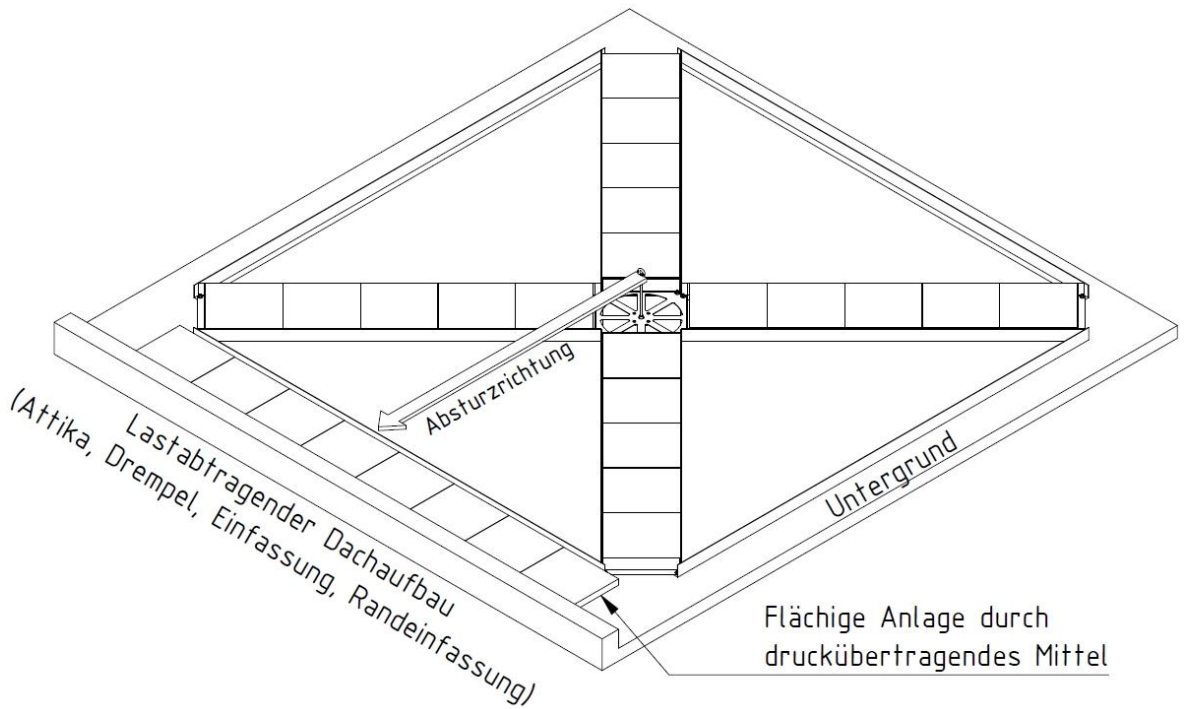 Absturzrichtung
Untergrund
Lastabtragender Dachaufbau
(Attika, Drempel, Einfassung, Randeinfassung)
Flächige Anlage durch
druckübertragendes Mittel